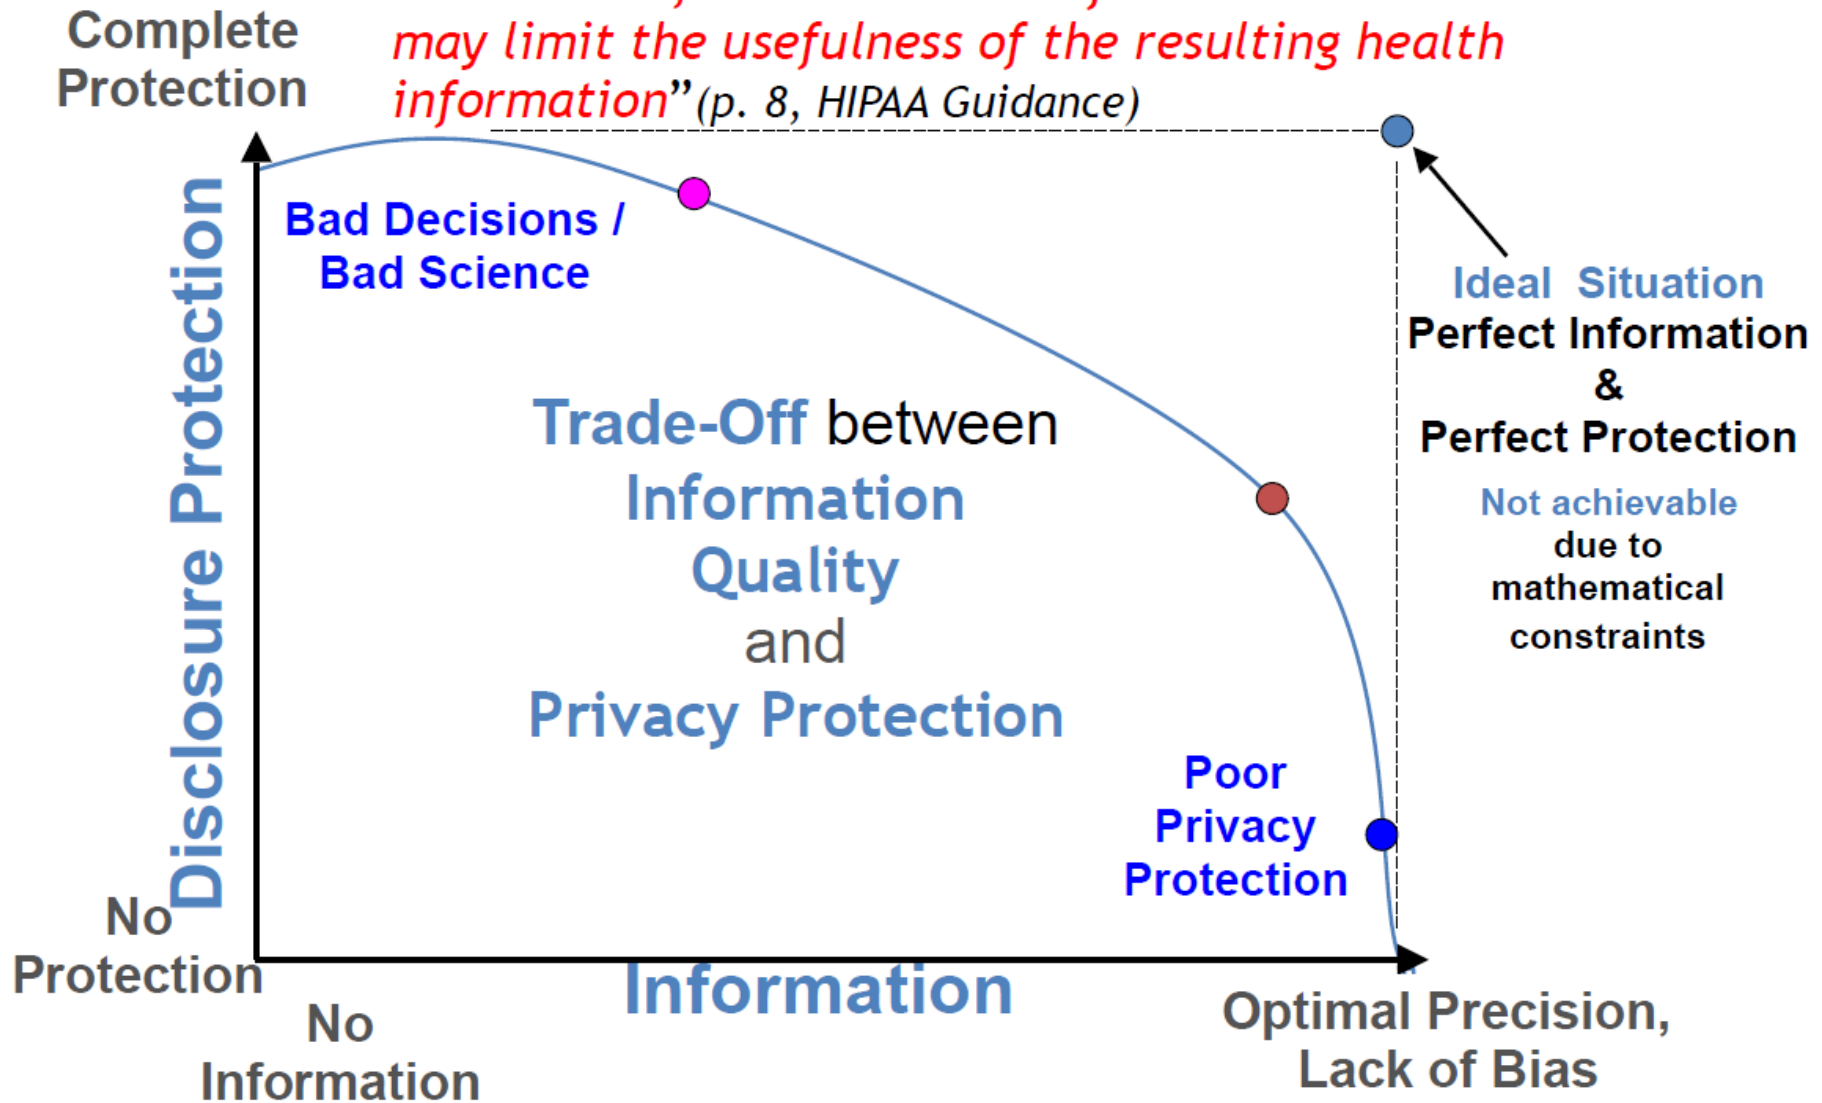 Complete
Protection
may limit the usefulness of the resulting health
information” (p. 8, HIPAA Guidance)
Disclosure Protection
Bad Decisions /
Bad Science
Ideal Situation
Perfect Information
&
Perfect Protection
Not achievable
due to
mathematical
constraints
Trade-Off between
Information
Quality
and
Privacy Protection
Poor
Privacy
Protection
No
Protection
No
Information
Information
Optimal Precision,
Lack of Bias